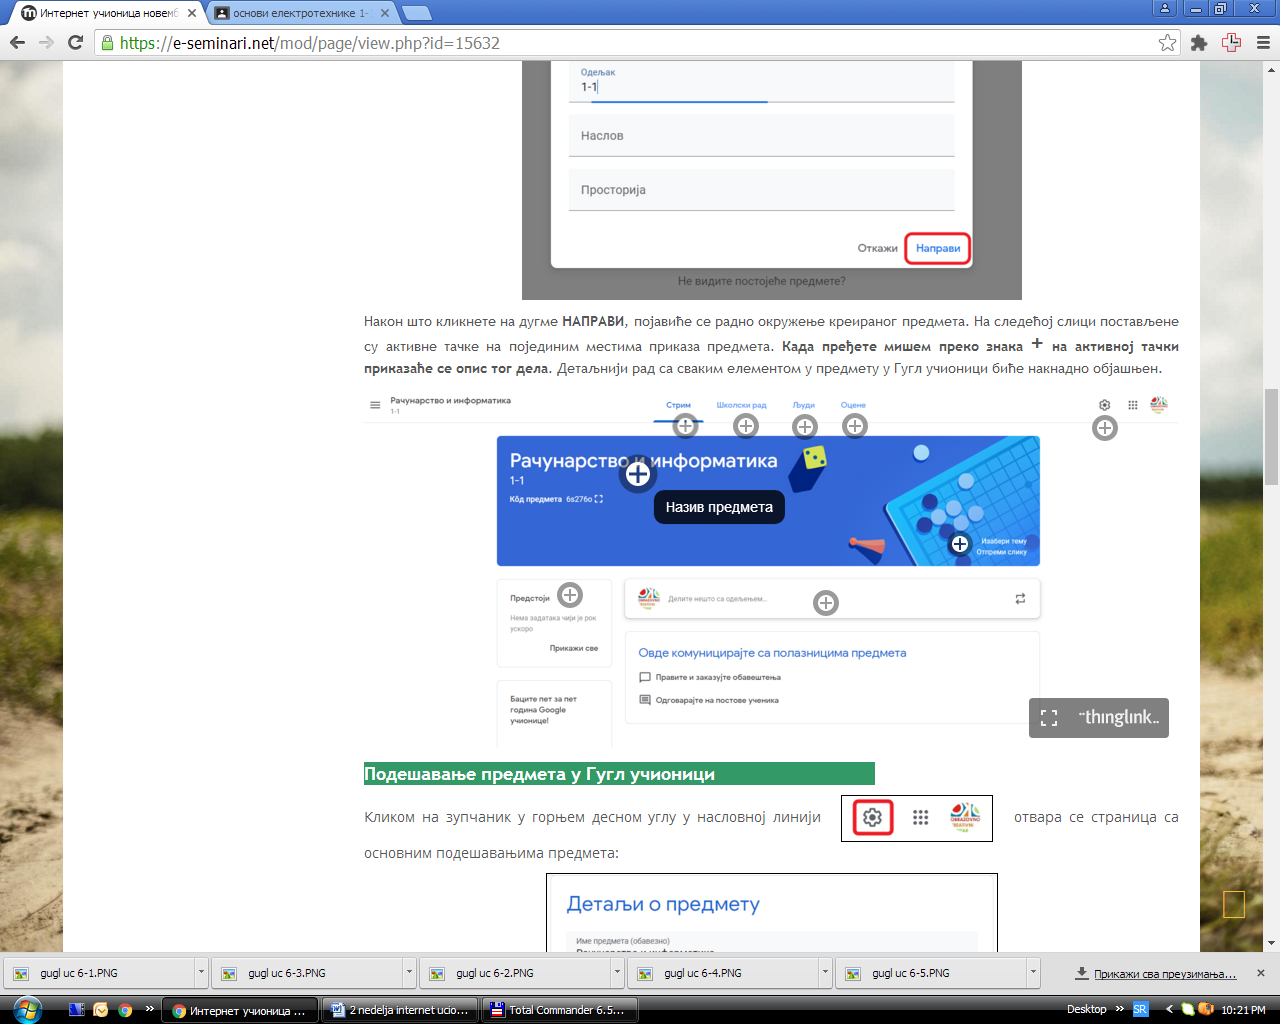 Интернет учионица новемб
основи електротехнике 1-
https://e-seminari.net/mod/page/view.php?id=15632
Одељак
1-1
Наслов
Просторија
Откажи Направи
Не видите постојеће предмете?
Након што кликнете на дугме НАПРАВИ, појавиће се радно окружење креираног предмета. На следећој слици постављене
су активне тачке на појединим местима приказа предмета. Када пређете мишем преко знака + на активној тачки
приказаће се опис тог дела. Детаљнији рад са сваким елементом у предмету у Гугл учионици биће накнадно објашњен.
Рачунарство и информатика
1-1
Стрим Школски рад Људи Оцене
Рачунарство и информатика
1-1
Кôд предмета 6s276o
Назив предмета
Изабери тему
Отпреми слику
Предстоји
Нема задатака чији је рок
ускоро
Прикажи све
Делите нешто са одељењем...
Овде комуницирајте са полазницима предмета
Правите и заказујте обавештења
Одговарајте на постове ученика
Баците пет за пет
година Google
учионице!
thinglink..
Подешавање предмета у Гугл учионици
Кликом на зупчаник у горњем десном углу у насловној линији отвара се страница са
основним подешавањима предмета:
Детаљи о предмету
Име предмета (обавезно)
gugl uc 6-1.PNG
gugl uc 6-3.PNG
gugl uc 6-2.PNG
gugl uc 6-4.PNG
gugl uc 6-5.PNG
Прикажи сва преузимања...
Интернет учионица ...
2 nedelja internet ucio...
Total Commander 6.5...
Desktop
SR
10:21 PM